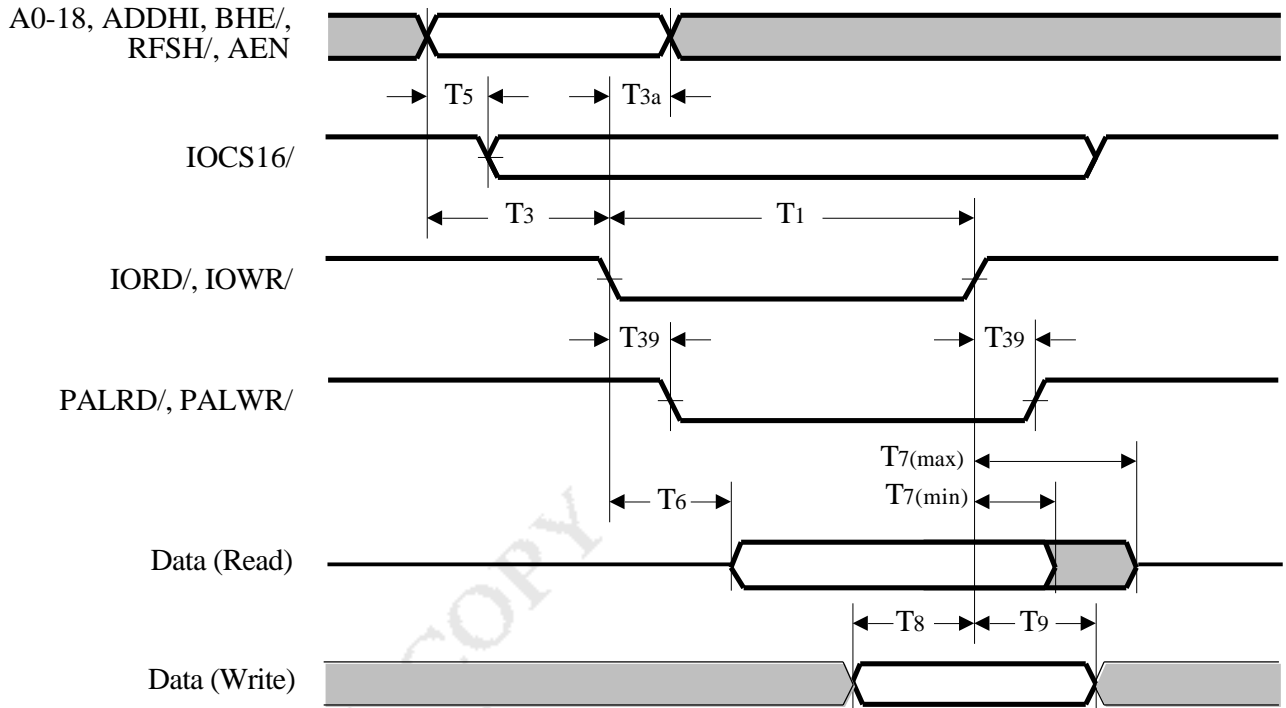 A0-18, ADDHI, BHE/,
RFSH/, AEN
T5
T3a
IOCS16/
T3
T1
IORD/, IOWR/
T39
T39
PALRD/, PALWR/
T7(max)
T7(min)
T6
Data (Read)
COPY
T8
T9
Data (Write)